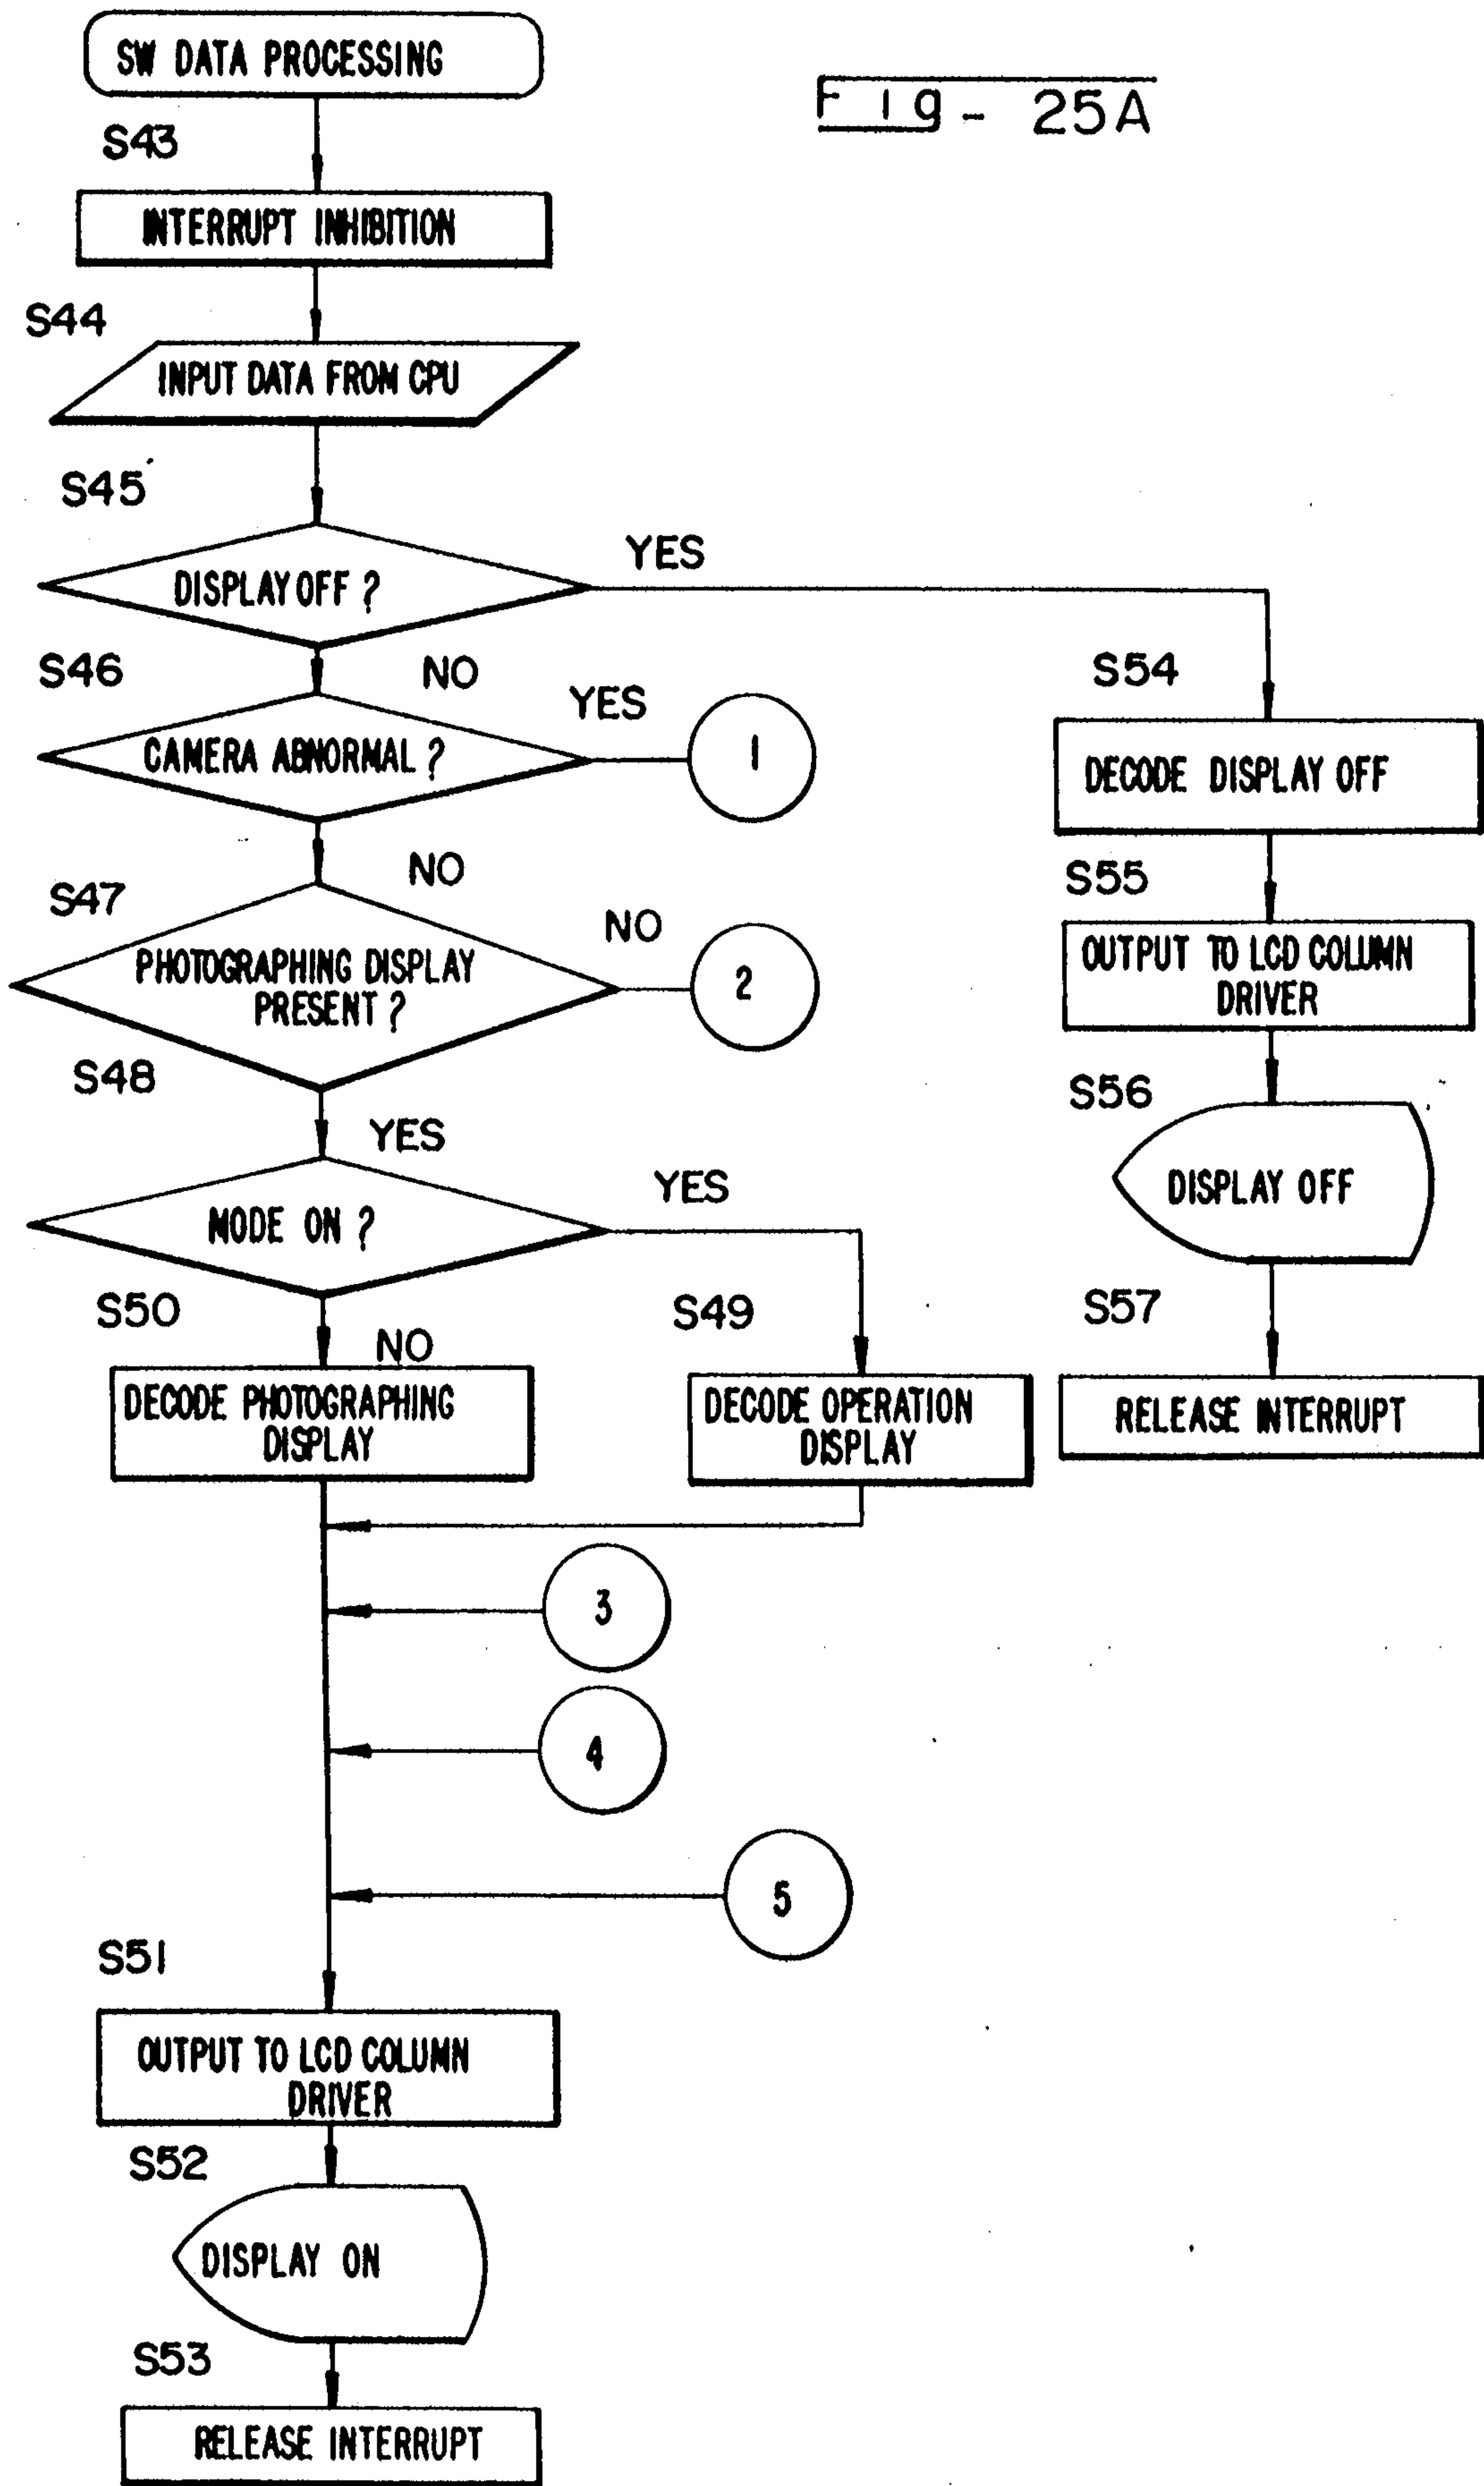 SW DATA PROCESSING
Fig - 25A
S43
INTERRUPT INHIBITION
S44
INPUT DATA FROM CPU
S45
DISPLAY OFF ?
YES
S46
NO
CAMERA ABNORMAL ?
YES
1
S54
DECODE DISPLAY OFF
NO
S47
PHOTOGRAPHING DISPLAY
PRESENT ?
NO
2
S55
OUTPUT TO LCD COLUMN
DRIVER
S48
YES
S56
DISPLAY OFF
MODE ON ?
YES
S50
NO
S49
S57
DECODE PHOTOGRAPHING
DISPLAY
DECODE OPERATION
DISPLAY
RELEASE INTERRUPT
3
4
5
S51
OUTPUT TO LCD COLUMN
DRIVER
S52
DISPLAY ON
S53
RELEASE INTERRUPT